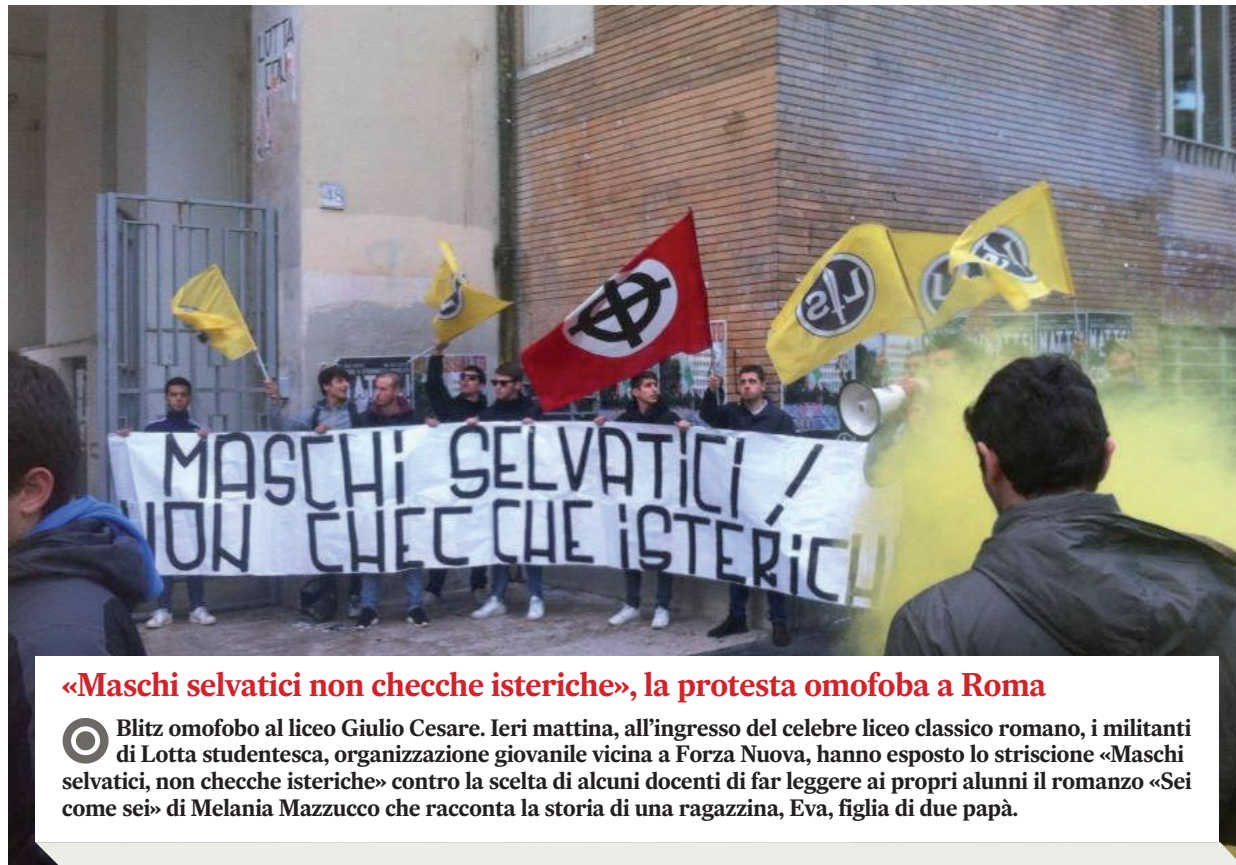 LOTTA
48
LS
MASCHI SELVATICI /
NON CHECCHE ISTERICH
«Maschi selvatici non checche isteriche», la protesta omofoba a Roma
Blitz omofobo al liceo Giulio Cesare. Ieri mattina, all’ingresso del celebre liceo classico romano, i militanti
di Lotta studentesca, organizzazione giovanile vicina a Forza Nuova, hanno esposto lo striscione «Maschi
selvatici, non checche isteriche» contro la scelta di alcuni docenti di far leggere ai propri alunni il romanzo «Sei
come sei» di Melania Mazzucco che racconta la storia di una ragazzina, Eva, figlia di due papà.